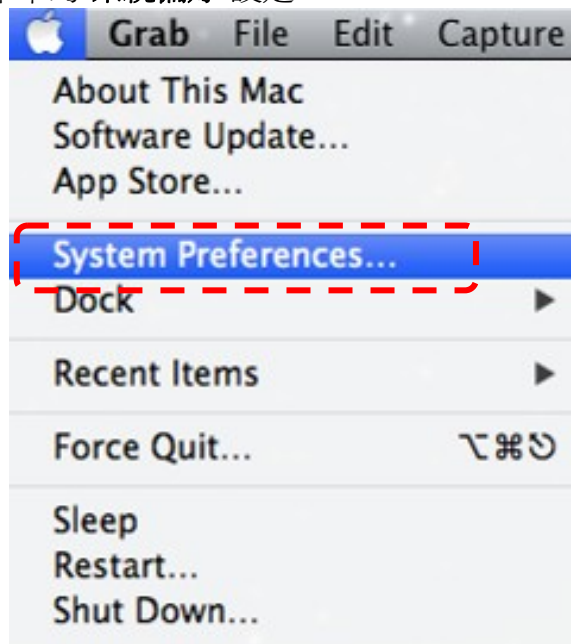 Grab File Edit Capture
About This Mac
Software Update...
App Store...
System Preferences...
Dock
Recent Items
Force Quit... ⌥⌘⎋
Sleep
Restart...
Shut Down...